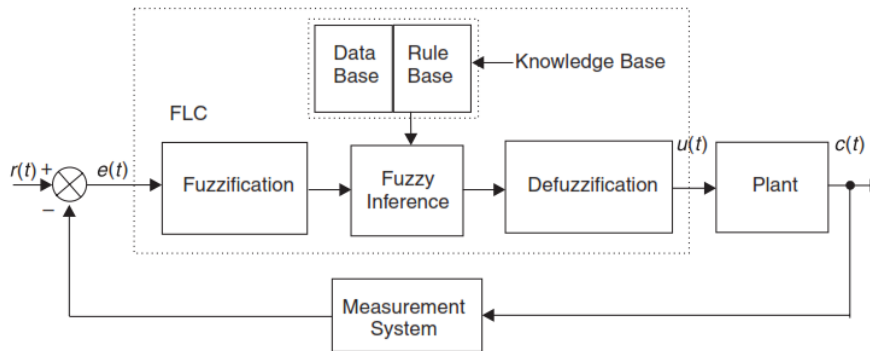 Data
Base
Rule
Base
Knowledge Base
FLC
r(t) +
e(t)
−
Fuzzification
Fuzzy
Inference
Defuzzification
u(t)
Plant
c(t)
Measurement
System